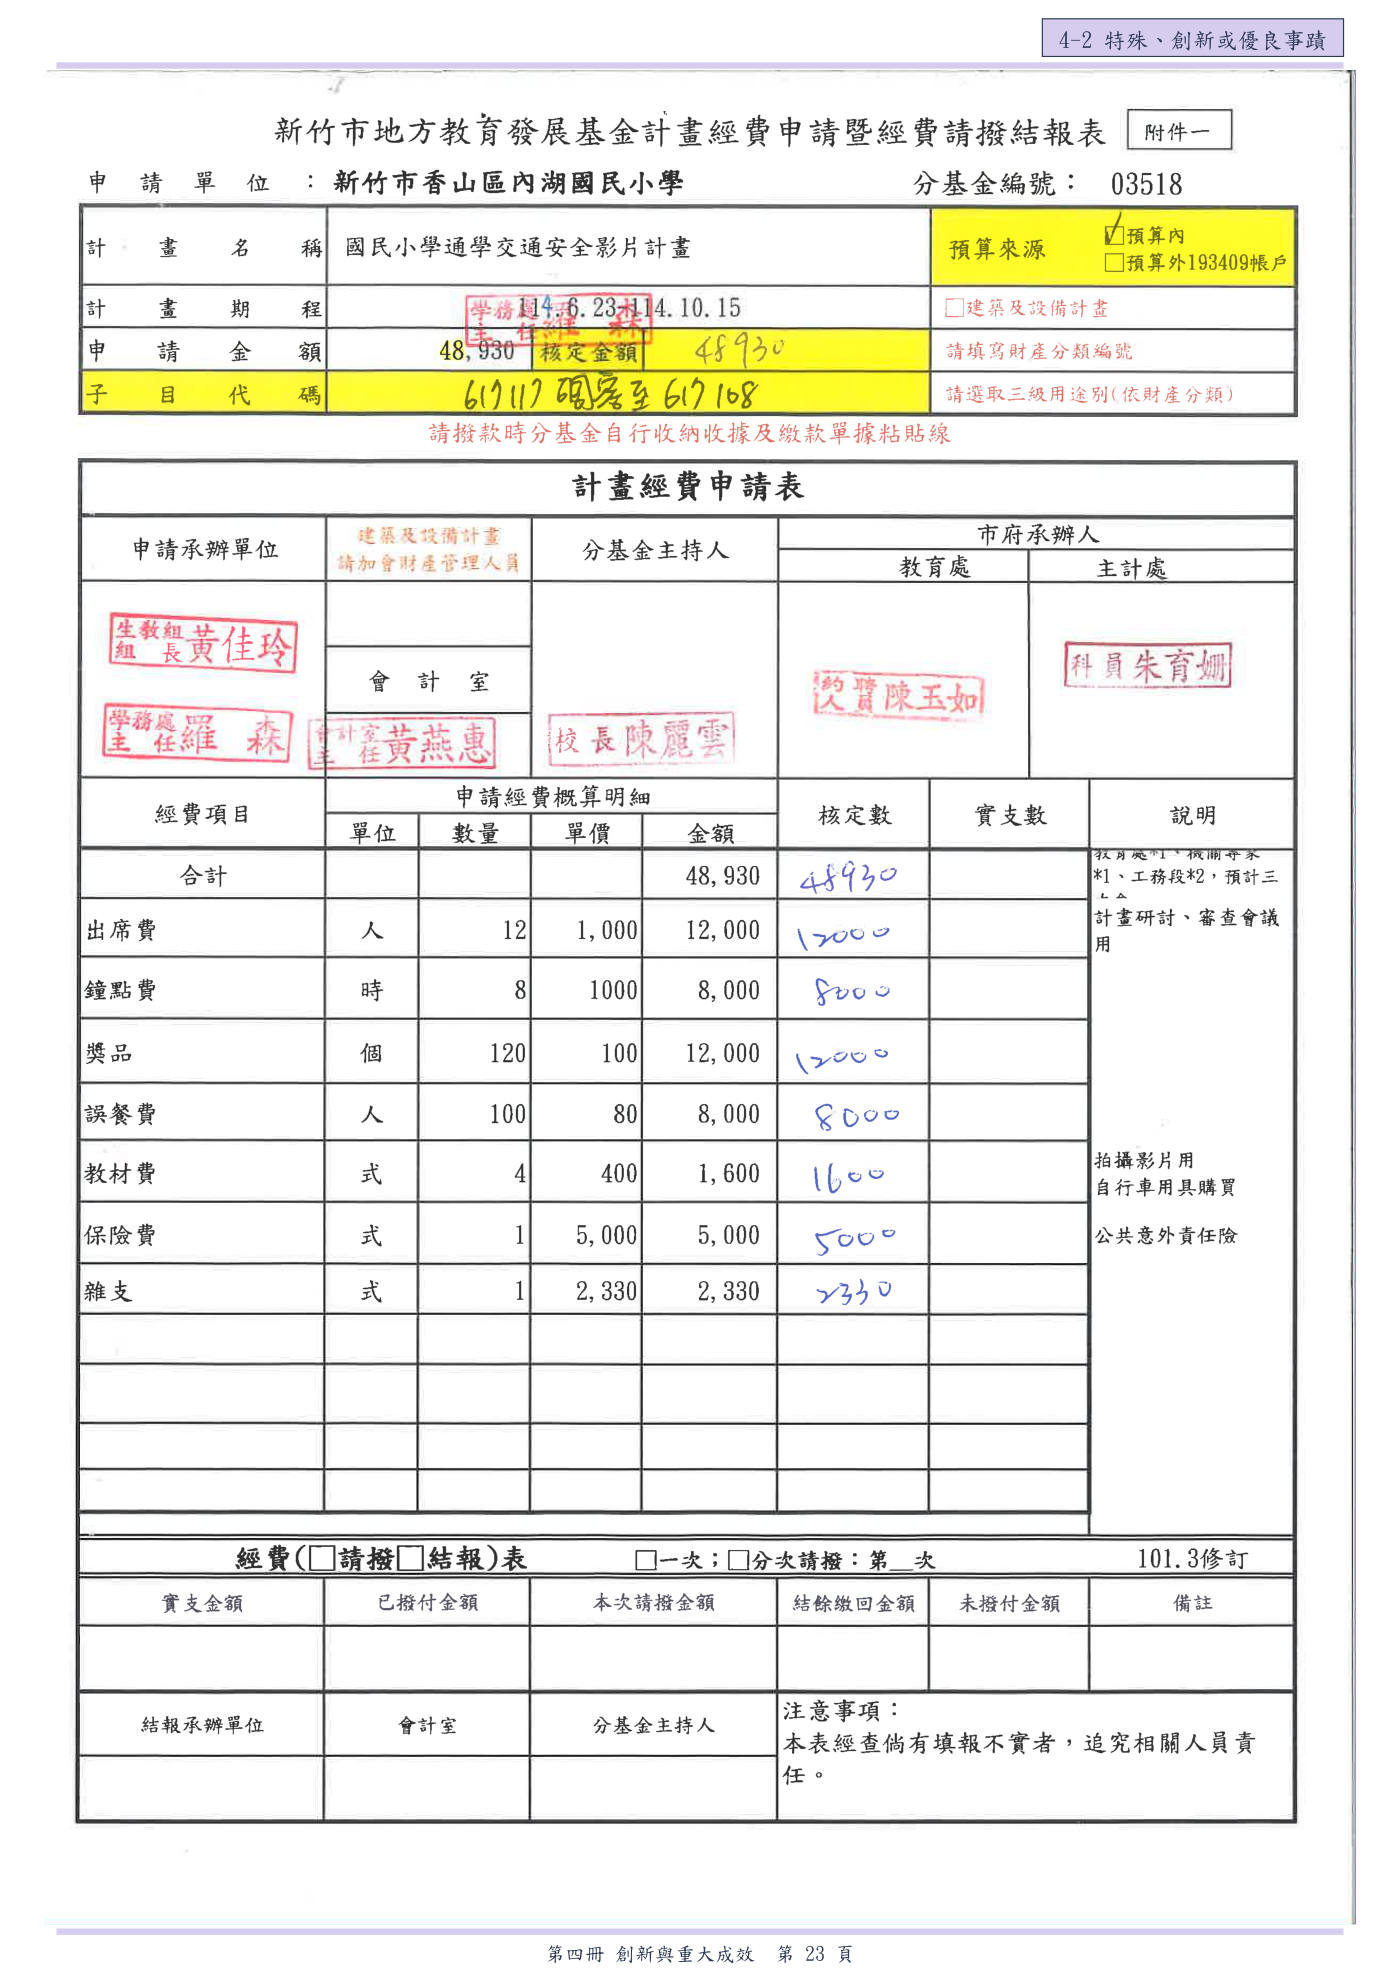 4-2 特殊、創新或優良事蹟
新竹市地方教育發展基金計畫經費申請暨經費請撥結報表 附件一
申請單位：新竹市香山區內湖國民小學 分基金編號： 03518
計畫名稱 國民小學通學交通安全影片計畫 預算來源 ☑預算內
□預算外193409帳戶
計畫期程 114.6.23-114.10.15 □建築及設備計畫
學務處主任羅森
申請金額 48,930 核定金額 48930 請填寫財產分類編號
子目代碼 617117 調容至 617108 請選取三級用途別(依財產分類)
請撥款時分基金自行收納收據及繳款單據粘貼線
計畫經費申請表
申請承辦單位 建築及設備計畫 分基金主持人 市府承辦人
請加會財產管理人員 教育處 主計處
生教組組長黃佳玲
會計室
科員朱育姍
約聘人員陳玉如
學務處主任羅森 會計室主任黃燕惠 校長陳麗雲
經費項目 申請經費概算明細 核定數 實支數 說明
單位 數量 單價 金額
合計 48,930 48930 教育處*1、機關專家
*1、工務段*2，預計三
出席費 人 12 1,000 12,000 12000 計畫研討、審查會議
用
鐘點費 時 8 1000 8,000 8000
獎品 個 120 100 12,000 12000
誤餐費 人 100 80 8,000 8000
教材費 式 4 400 1,600 1600 拍攝影片用
自行車用具購買
保險費 式 1 5,000 5,000 5000 公共意外責任險
雜支 式 1 2,330 2,330 2330
經費(□請撥□結報)表 □一次；□分次請撥：第__次 101.3修訂
實支金額 已撥付金額 本次請撥金額 結餘繳回金額 未撥付金額 備註
結報承辦單位 會計室 分基金主持人 注意事項：
本表經查倘有填報不實者，追究相關人員責
任。
第四冊 創新與重大成效 第 23 頁